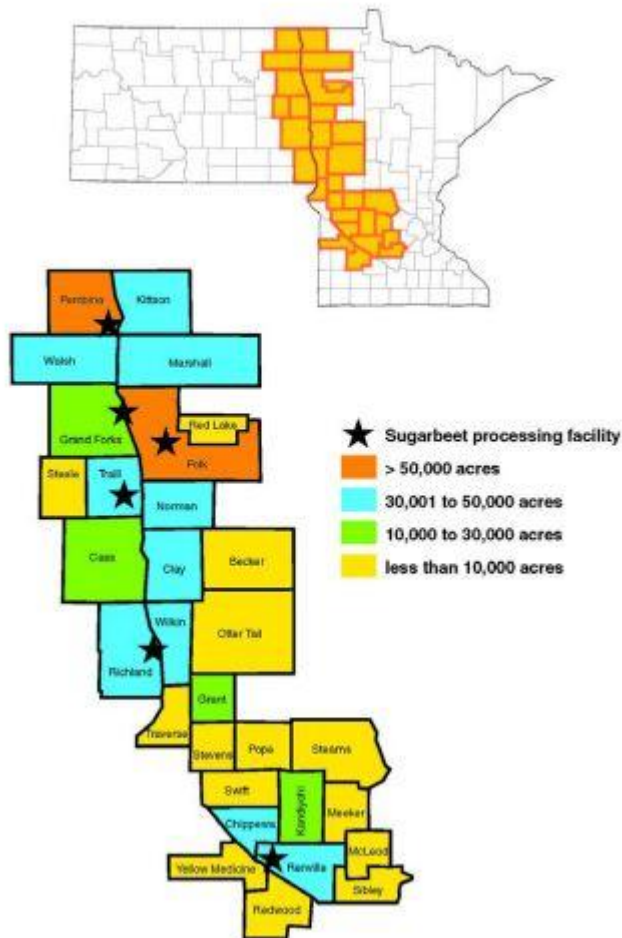 Pembina
Kittson
Walsh
Marshall
Grand Forks
Red Lake
Polk
Steele
Traill
Norman
Cass
Clay
Becker
Wilkin
Otter Tail
Richland
Grant
Traverse
Stevens
Pope
Stearns
Swift
Kandiyohi
Meeker
Chippewa
McLeod
Yellow Medicine
Renville
Sibley
Redwood
Sugarbeet processing facility
> 50,000 acres
30,001 to 50,000 acres
10,000 to 30,000 acres
less than 10,000 acres